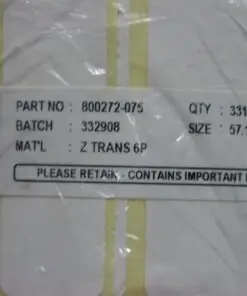 PART NO : 800272-075 QTY : 331
BATCH : 332908 SIZE : 57.1
MAT'L : Z TRANS 6P
PLEASE RETAIN - CONTAINS IMPORTANT